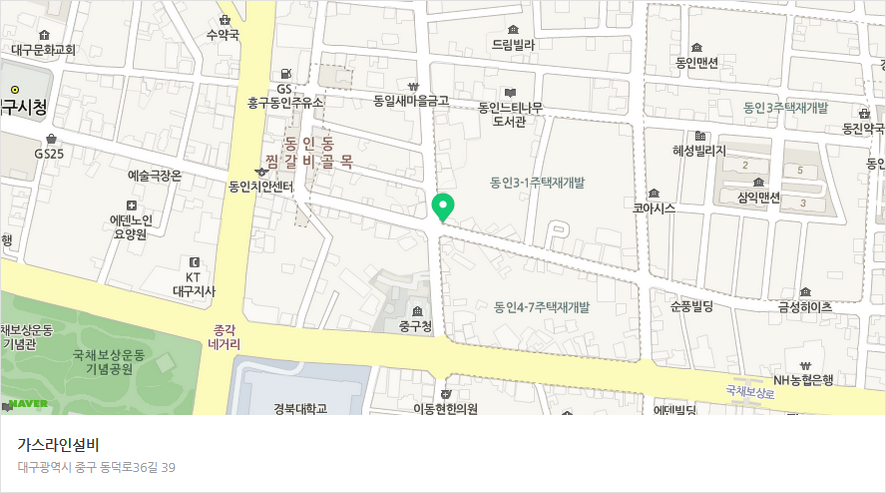 수약국
드림빌라
대구문화교회
동인맨션
GS
흥구동인주유소
동일새마을금고
동인느티나무
도서관
동인3주택재개발
구시청
동진약국
GS25
동인동
찜갈비골목
혜성빌리지
2
5
3
예술극장온
동인치안센터
동인3-1주택재개발
삼익맨션
코아시스
에덴노인
요양원
KT
대구지사
동인4-7주택재개발
순풍빌딩
금성하이츠
중구청
종각
네거리
국채보상운동
기념공원
채보상운동
기념관
NH농협은행
국채보상로
NAVER
경북대학교
이동현한의원
에덴빌딩
가스라인설비
대구광역시 중구 동덕로36길 39